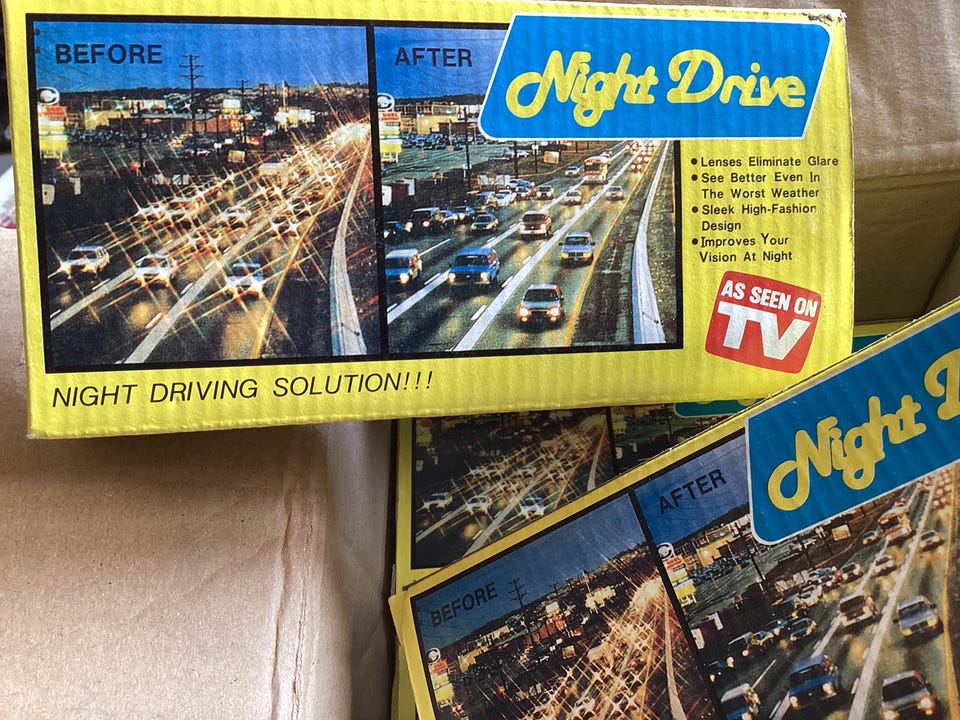 BEFORE
AFTER
Night Drive
• Lenses Eliminate Glare
• See Better Even In
The Worst Weather
• Sleek High-Fashion
Design
• Improves Your
Vision At Night
AS SEEN ON
TV
NIGHT DRIVING SOLUTION!!!
BEFORE
AFTER
Night D